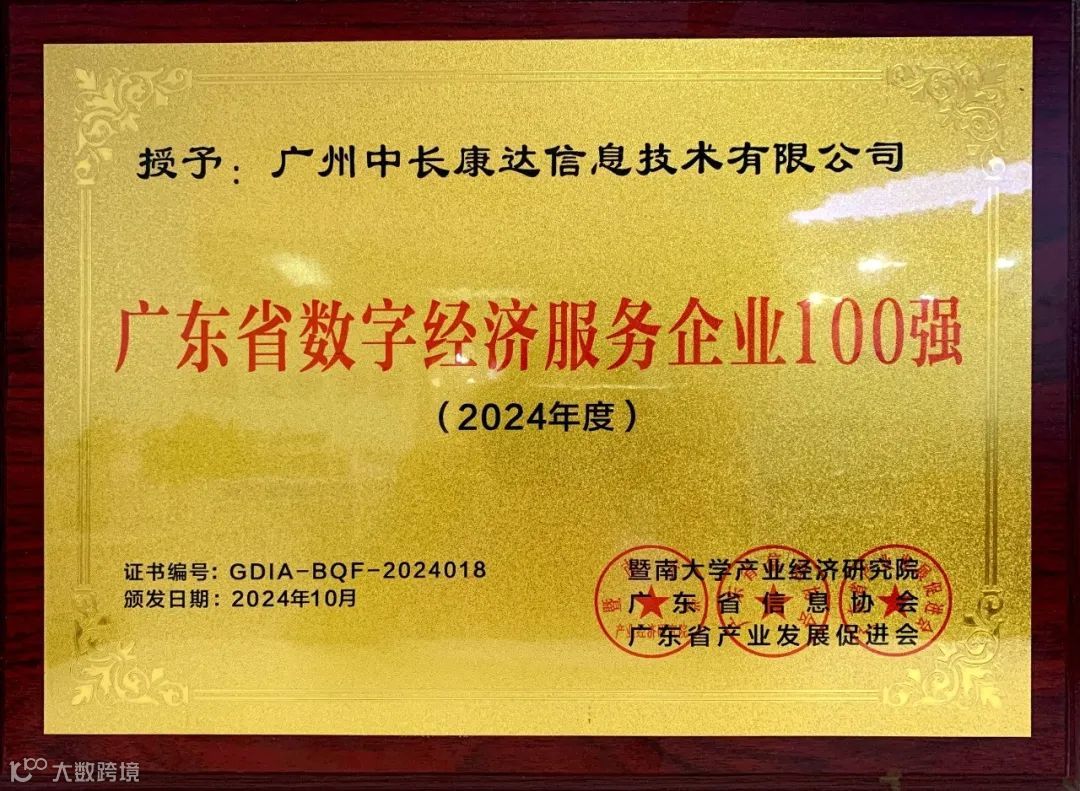 授予：广州中长康达信息技术有限公司
广东省数字经济服务企业100强
（2024年度）
证书编号：GDIA-BQF-2024018
颁发日期：2024年10月
暨南大学产业经济研究院
广东省信息协会
广东省产业发展促进会
大数跨境